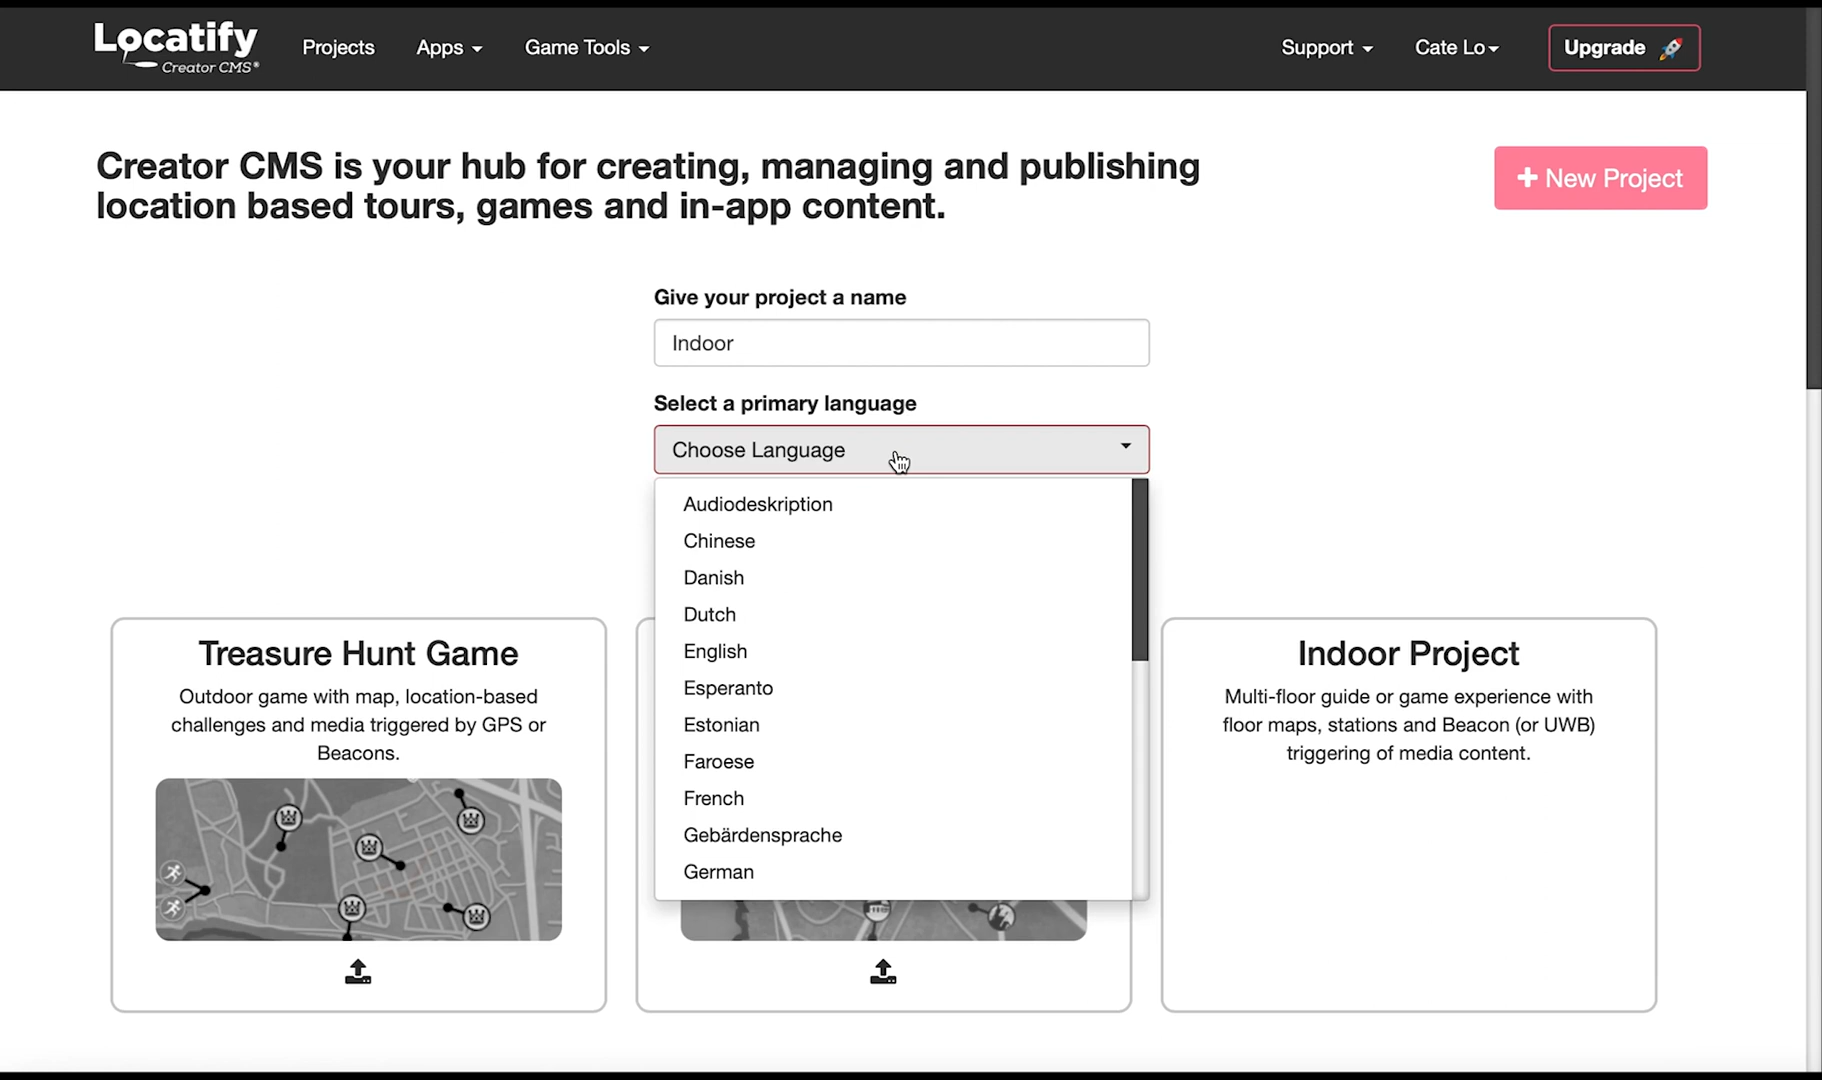 Locatify
Creator CMS®
Projects
Apps
Game Tools
Support
Cate Lo
Upgrade 🚀
Creator CMS is your hub for creating, managing and publishing
location based tours, games and in-app content.
+ New Project
Give your project a name
Indoor
Select a primary language
Choose Language
Audiodeskription
Chinese
Danish
Dutch
English
Esperanto
Estonian
Faroese
French
Gebärdensprache
German
Treasure Hunt Game
Outdoor game with map, location-based
challenges and media triggered by GPS or
Beacons.
Indoor Project
Multi-floor guide or game experience with
floor maps, stations and Beacon (or UWB)
triggering of media content.